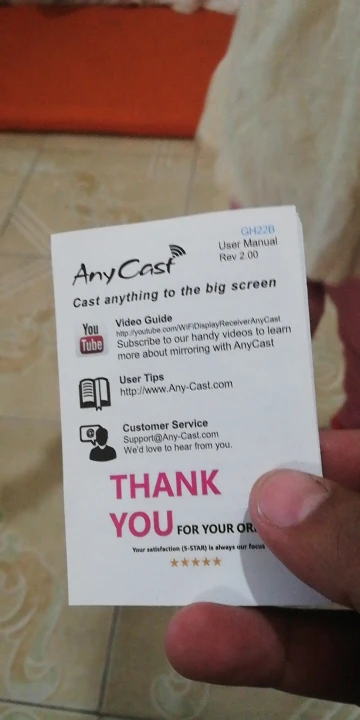 GH22B
User Manual
Rev 2.00
AnyCast
Cast anything to the big screen
You
Tube
Video Guide
http://youtube.com/WiFiDisplayReceiverAnyCast
Subscribe to our handy videos to learn
more about mirroring with AnyCast
User Tips
http://www.Any-Cast.com
@
Customer Service
Support@Any-Cast.com
We'd love to hear from you.
THANK
YOU FOR YOUR
Your satisfaction (5-STAR) is always our focus